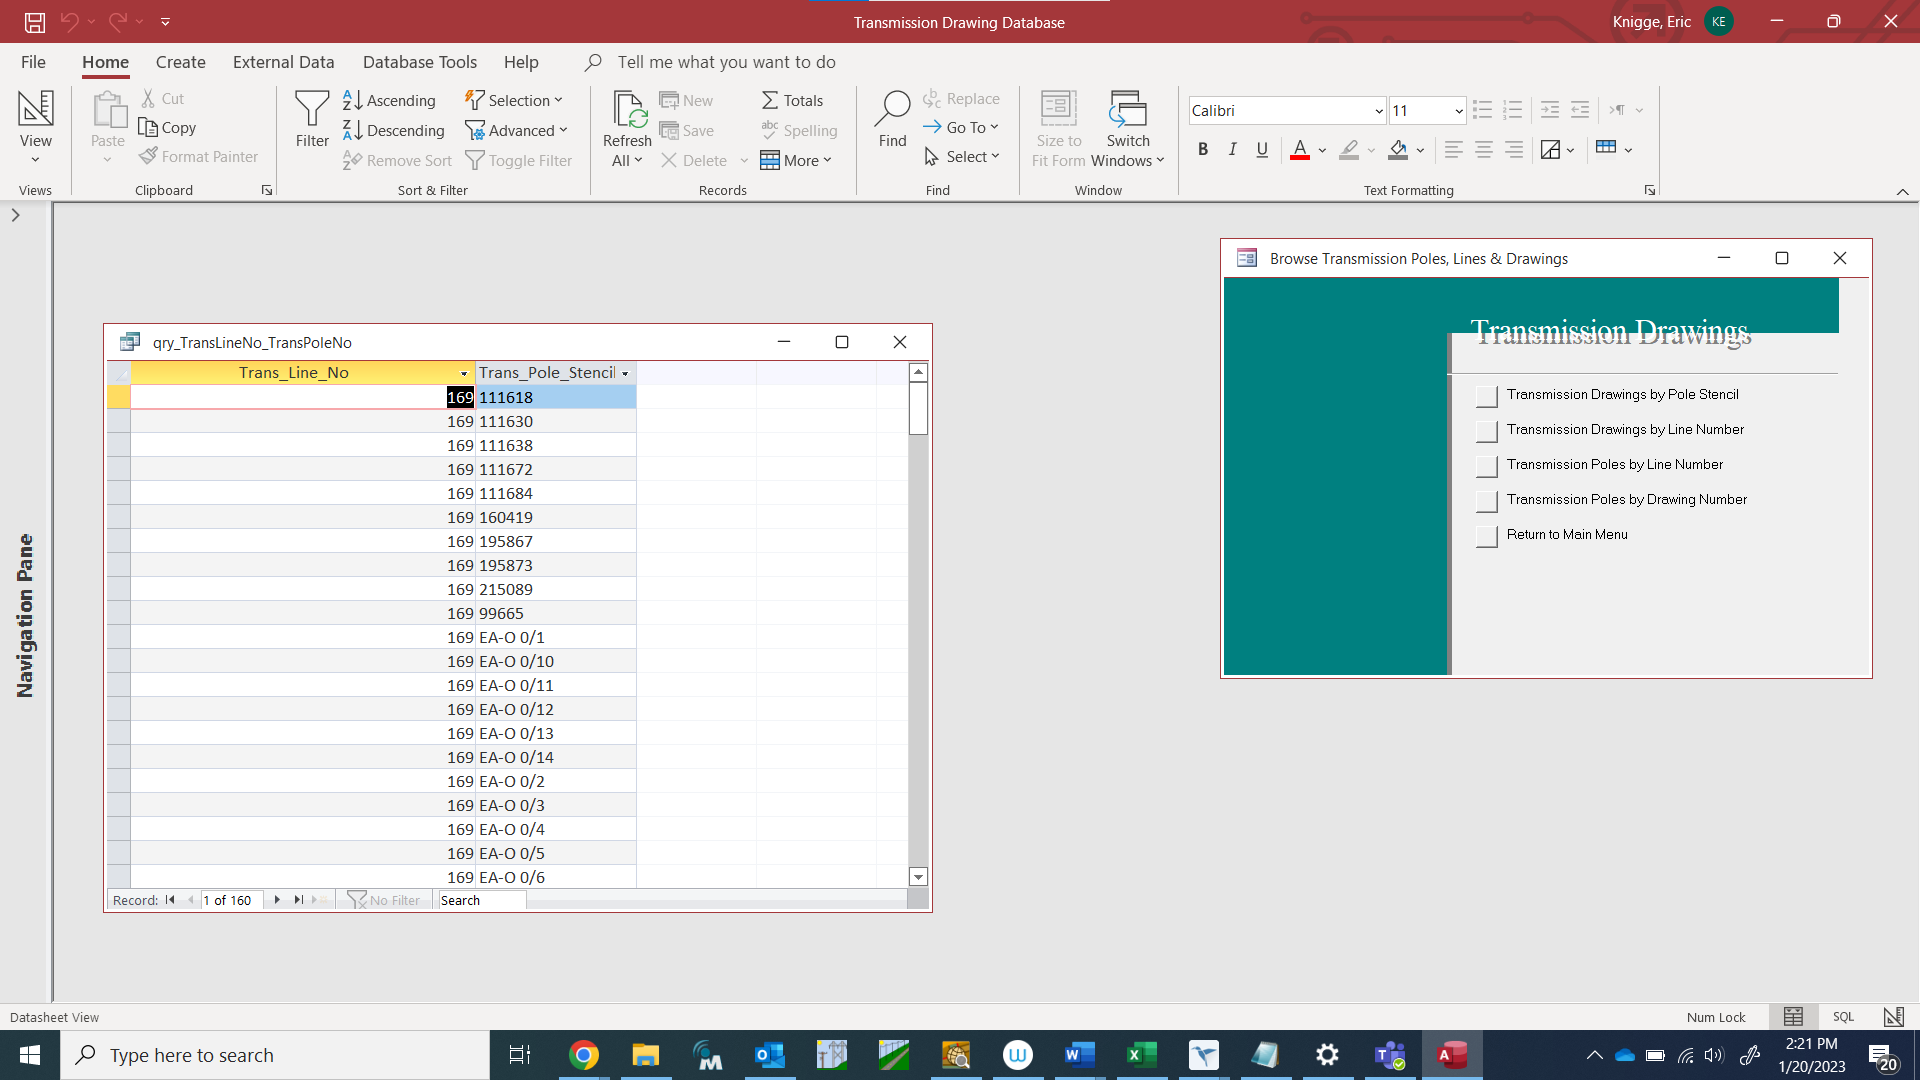 Transmission Drawing Database
Knigge, Eric
KE
File
Home
Create
External Data
Database Tools
Help
Tell me what you want to do
View
Paste
Cut
Copy
Format Painter
Filter
Ascending
Descending
Remove Sort
Selection
Advanced
Toggle Filter
Refresh
All
New
Save
Delete
Totals
Spelling
More
Find
Replace
Go To
Select
Size to
Fit Form
Switch
Windows
Calibri
11
B I U
Views
Clipboard
Sort & Filter
Records
Find
Window
Text Formatting
Navigation Pane
qry_TransLineNo_TransPoleNo
Trans_Line_No Trans_Pole_Stencil
169 111618
169 111630
169 111638
169 111672
169 111684
169 160419
169 195867
169 195873
169 215089
169 99665
169 EA-O 0/1
169 EA-O 0/10
169 EA-O 0/11
169 EA-O 0/12
169 EA-O 0/13
169 EA-O 0/14
169 EA-O 0/2
169 EA-O 0/3
169 EA-O 0/4
169 EA-O 0/5
169 EA-O 0/6
Record: 1 of 160 No Filter Search
Browse Transmission Poles, Lines & Drawings
Transmission Drawings
Transmission Drawings by Pole Stencil
Transmission Drawings by Line Number
Transmission Poles by Line Number
Transmission Poles by Drawing Number
Return to Main Menu
Datasheet View
Num Lock
SQL
Type here to search
2:21 PM
1/20/2023
20